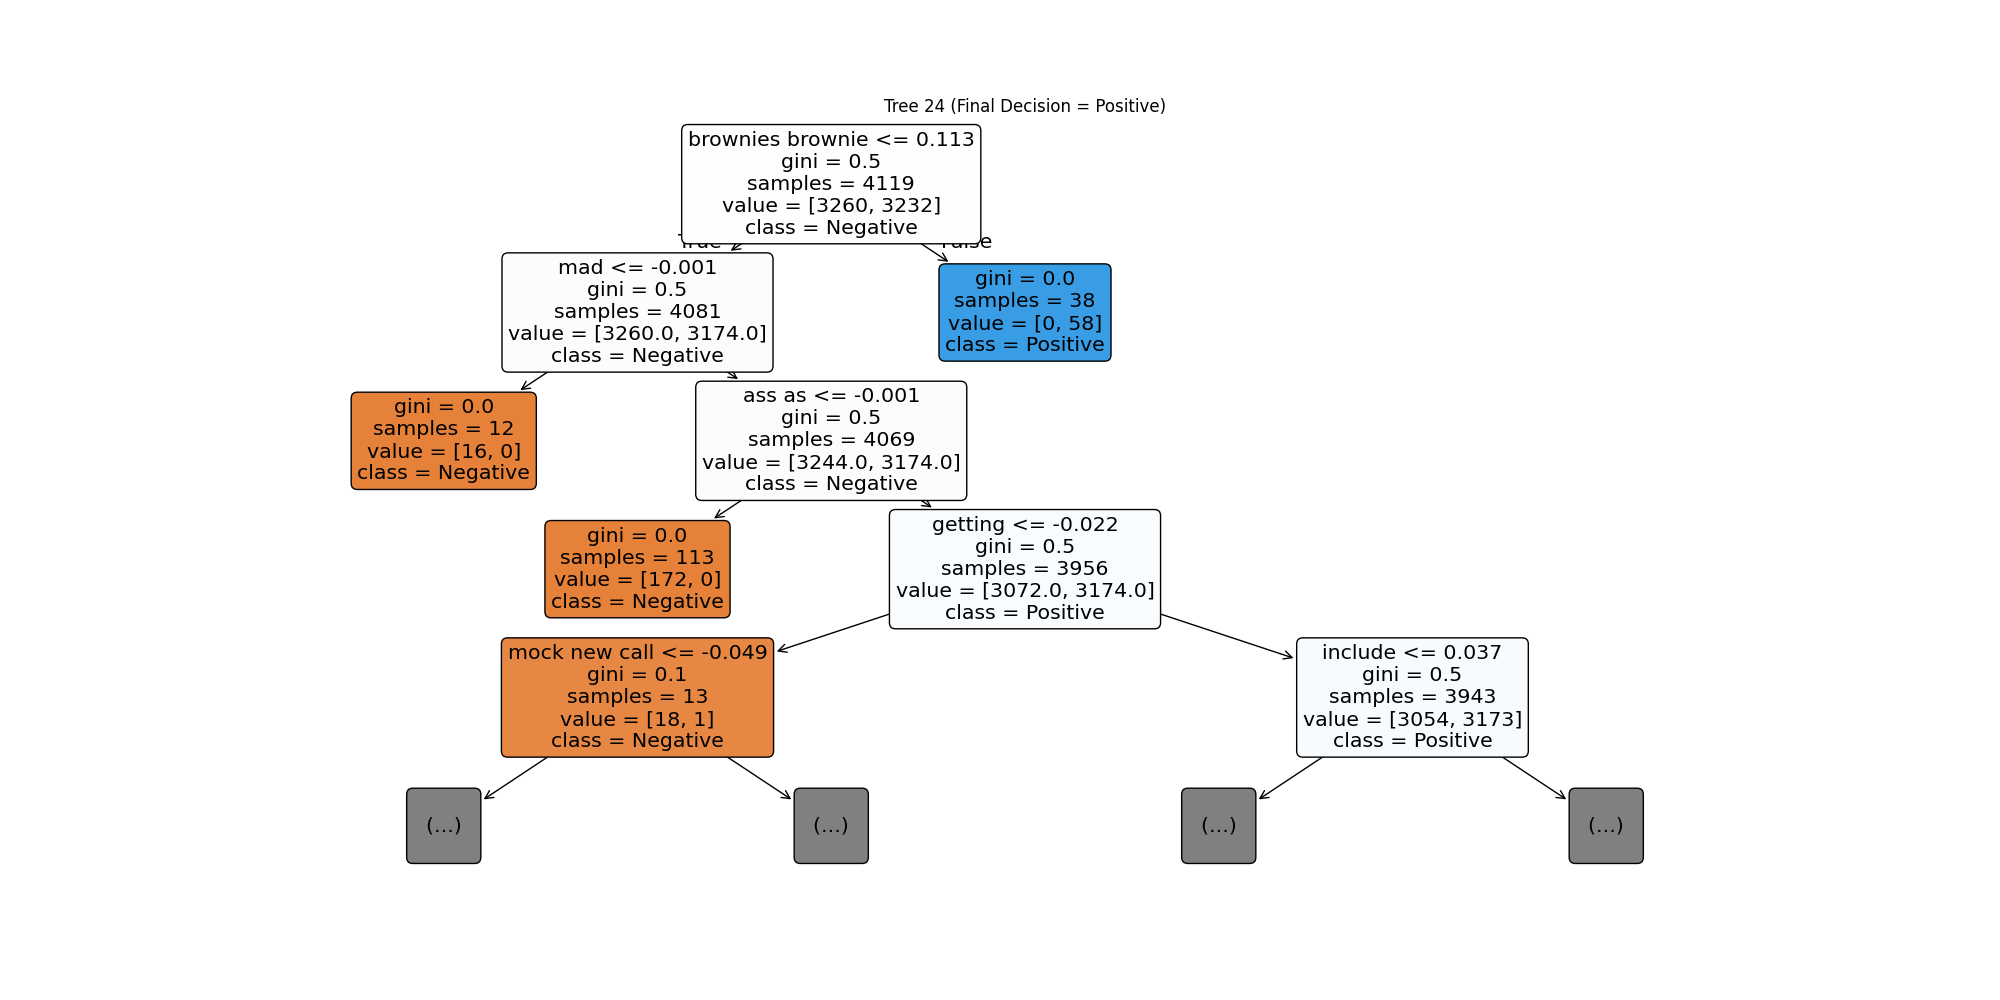 Tree 24 (Final Decision = Positive)
brownies brownie <= 0.113
gini = 0.5
samples = 4119
value = [3260, 3232]
class = Negative
True
False
mad <= -0.001
gini = 0.5
samples = 4081
value = [3260.0, 3174.0]
class = Negative
gini = 0.0
samples = 38
value = [0, 58]
class = Positive
gini = 0.0
samples = 12
value = [16, 0]
class = Negative
ass as <= -0.001
gini = 0.5
samples = 4069
value = [3244.0, 3174.0]
class = Negative
gini = 0.0
samples = 113
value = [172, 0]
class = Negative
getting <= -0.022
gini = 0.5
samples = 3956
value = [3072.0, 3174.0]
class = Positive
mock new call <= -0.049
gini = 0.1
samples = 13
value = [18, 1]
class = Negative
include <= 0.037
gini = 0.5
samples = 3943
value = [3054, 3173]
class = Positive
(...)
(...)
(...)
(...)